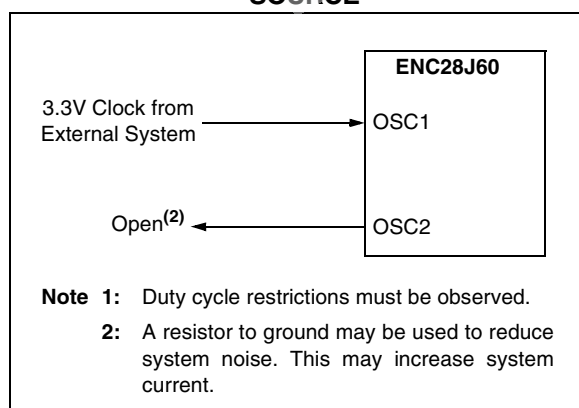 ENC28J60
3.3V Clock from
External System
OSC1
Open(2)
OSC2
Note 1: Duty cycle restrictions must be observed.
2: A resistor to ground may be used to reduce
system noise. This may increase system
current.